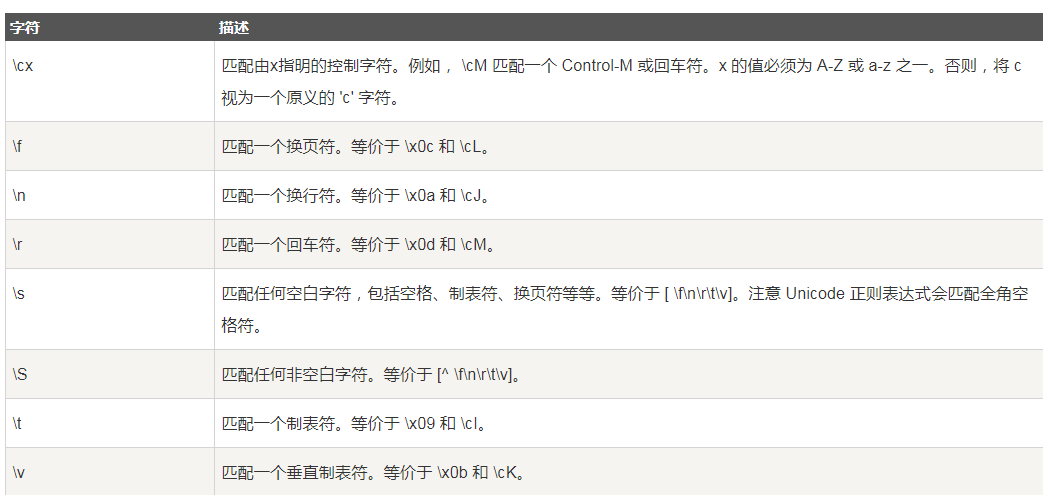 字符 描述
\cx 匹配由x指明的控制字符。例如， \cM 匹配一个 Control-M 或回车符。x 的值必须为 A-Z 或 a-z 之一。否则，将 c
视为一个原义的 'c' 字符。
\f 匹配一个换页符。等价于 \x0c 和 \cL。
\n 匹配一个换行符。等价于 \x0a 和 \cJ。
\r 匹配一个回车符。等价于 \x0d 和 \cM。
\s 匹配任何空白字符，包括空格、制表符、换页符等等。等价于 [ \f\n\r\t\v]。注意 Unicode 正则表达式会匹配全角空
格符。
\S 匹配任何非空白字符。等价于 [^ \f\n\r\t\v]。
\t 匹配一个制表符。等价于 \x09 和 \cI。
\v 匹配一个垂直制表符。等价于 \x0b 和 \cK。